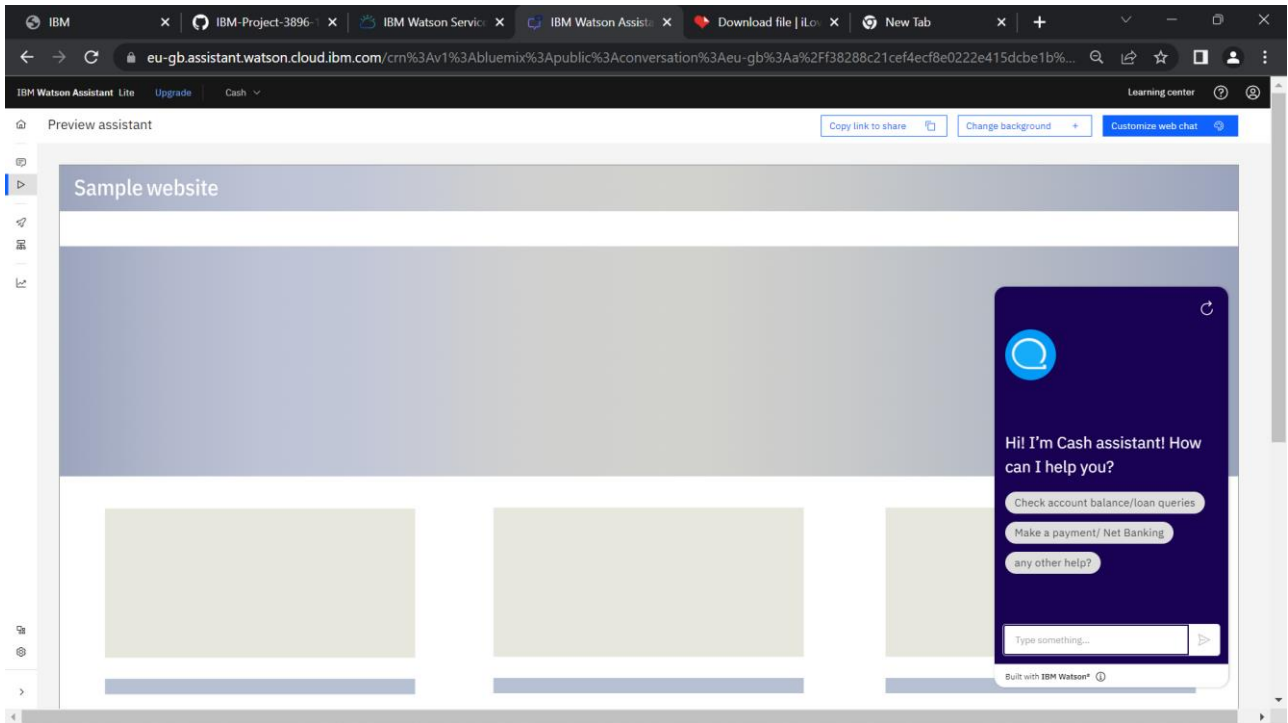 IBM
IBM-Project-3896-1
IBM Watson Service
IBM Watson Assista
Download file | iLov
New Tab
eu-gb.assistant.watson.cloud.ibm.com/crn%3Av1%3Abluemix%3Apublic%3Aconversation%3Aeu-gb%3Aa%2Ff38288c21cef4ecf8e0222e415dcbe1b%...
IBM Watson Assistant Lite Upgrade Cash Learning center
Preview assistant Copy link to share Change background + Customize web chat
Sample website
Hi! I'm Cash assistant! How
can I help you?
Check account balance/loan queries
Make a payment/ Net Banking
any other help?
Type something...
Built with IBM Watson®